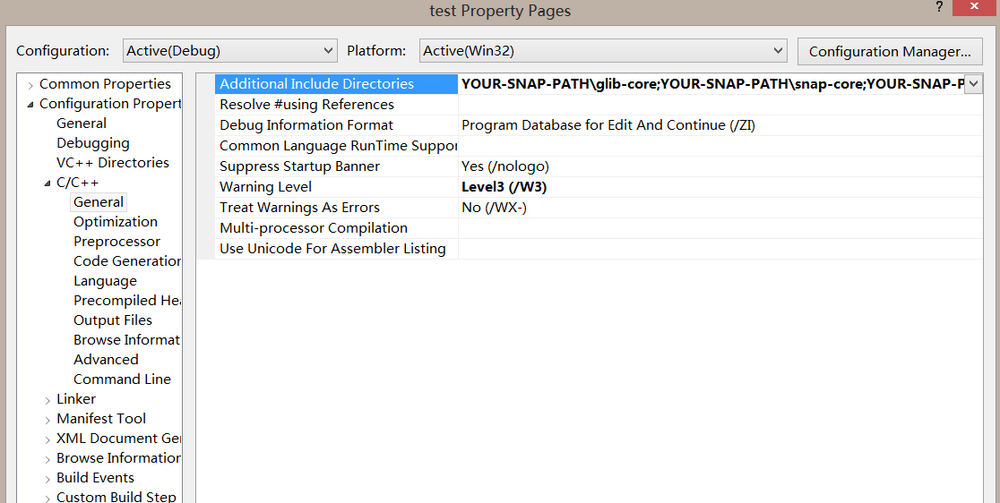 test Property Pages
?
Configuration: Active(Debug) Platform: Active(Win32) Configuration Manager...
Common Properties
Configuration Propert
General
Debugging
VC++ Directories
C/C++
General
Optimization
Preprocessor
Code Generation
Language
Precompiled Hea
Output Files
Browse Informat
Advanced
Command Line
Linker
Manifest Tool
XML Document Ger
Browse Information
Build Events
Custom Build Step
Additional Include Directories YOUR-SNAP-PATH\glib-core;YOUR-SNAP-PATH\snap-core;YOUR-SNAP-P
Resolve #using References
Debug Information Format Program Database for Edit And Continue (/ZI)
Common Language RunTime Suppor
Suppress Startup Banner Yes (/nologo)
Warning Level Level3 (/W3)
Treat Warnings As Errors No (/WX-)
Multi-processor Compilation
Use Unicode For Assembler Listing